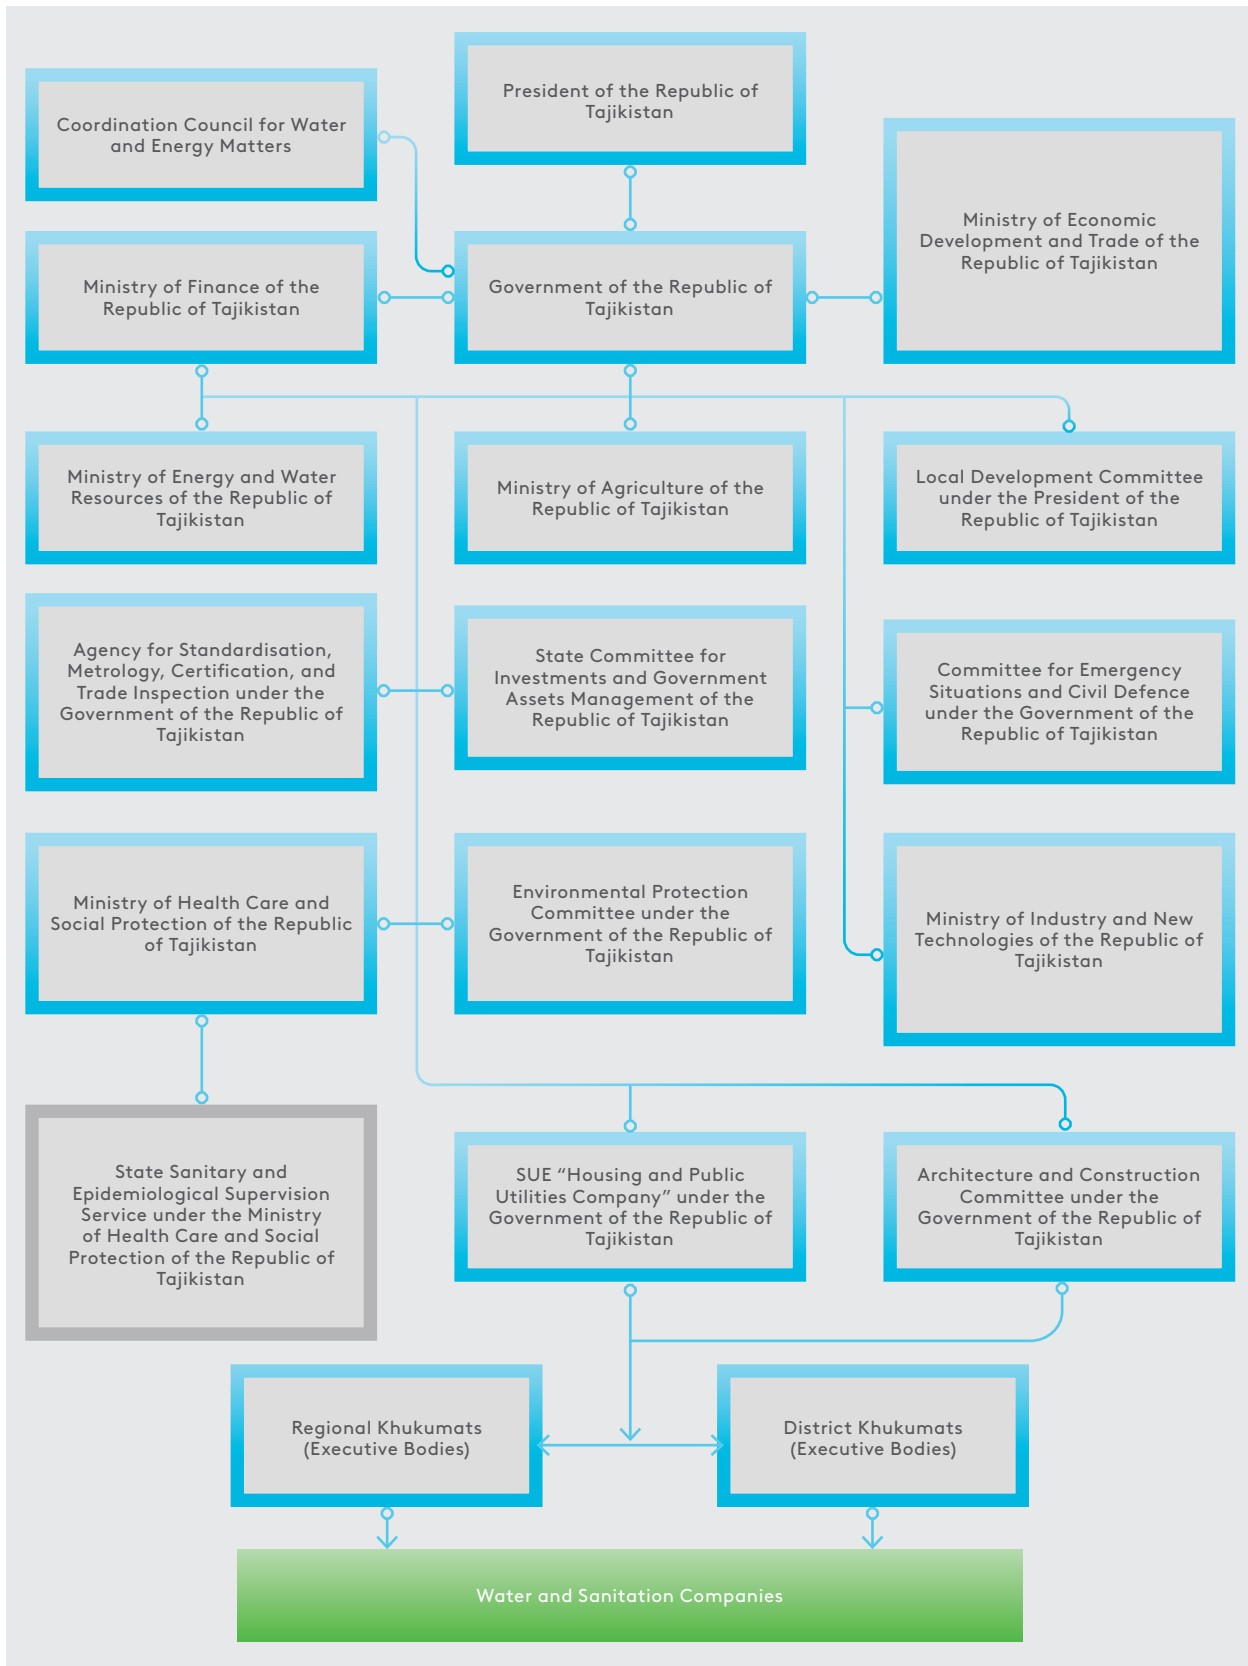 President of the Republic of
Tajikistan
Coordination Council for Water
and Energy Matters
Ministry of Economic
Development and Trade of the
Republic of Tajikistan
Ministry of Finance of the
Republic of Tajikistan
Government of the Republic of
Tajikistan
Ministry of Energy and Water
Resources of the Republic of
Tajikistan
Ministry of Agriculture of the
Republic of Tajikistan
Local Development Committee
under the President of the
Republic of Tajikistan
Agency for Standardisation,
Metrology, Certification, and
Trade Inspection under the
Government of the Republic of
Tajikistan
State Committee for
Investments and Government
Assets Management of the
Republic of Tajikistan
Committee for Emergency
Situations and Civil Defence
under the Government of the
Republic of Tajikistan
Ministry of Health Care and
Social Protection of the Republic
of Tajikistan
Environmental Protection
Committee under the
Government of the Republic of
Tajikistan
Ministry of Industry and New
Technologies of the Republic of
Tajikistan
State Sanitary and
Epidemiological Supervision
Service under the Ministry
of Health Care and Social
Protection of the Republic of
Tajikistan
SUE “Housing and Public
Utilities Company” under the
Government of the Republic of
Tajikistan
Architecture and Construction
Committee under the
Government of the Republic of
Tajikistan
Regional Khukumats
(Executive Bodies)
District Khukumats
(Executive Bodies)
Water and Sanitation Companies